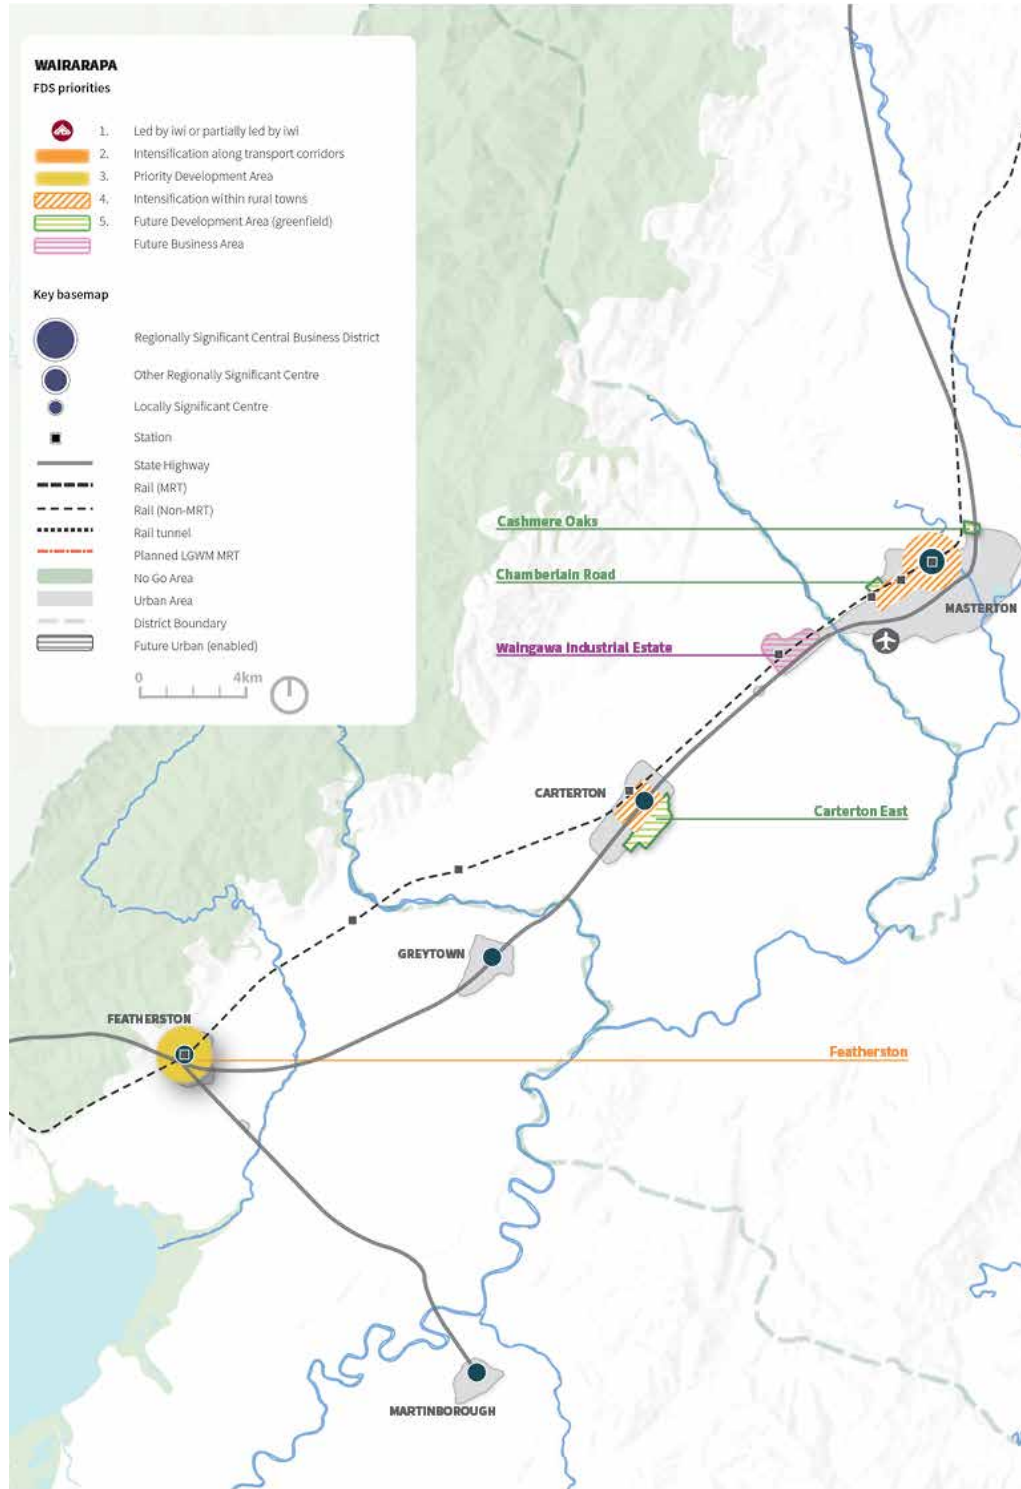 WAIRARAPA
FDS priorities
1. Led by iwi or partially led by iwi
2. Intensification along transport corridors
3. Priority Development Area
4. Intensification within rural towns
5. Future Development Area (greenfield)
Future Business Area
Key basemap
Regionally Significant Central Business District
Other Regionally Significant Centre
Locally Significant Centre
Station
State Highway
Rail (MRT)
Rail (Non-MRT)
Rail tunnel
Planned LGWM MRT
No Go Area
Urban Area
District Boundary
Future Urban (enabled)
0 4km
Cashmere Oaks
Chamberlain Road
MASTERTON
Waingawa Industrial Estate
CARTERTON
Carterton East
GREYTOWN
FEATHERSTON
Featherston
MARTINBOROUGH